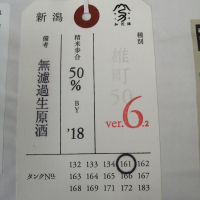 新潟
種別
雄町50
ver.6.2
精米歩合
50%
BY
'18
備考
無濾過生原酒
タンクNo.
132 133 134 161 162
163 164 165 166 167
168 169 171 172 183